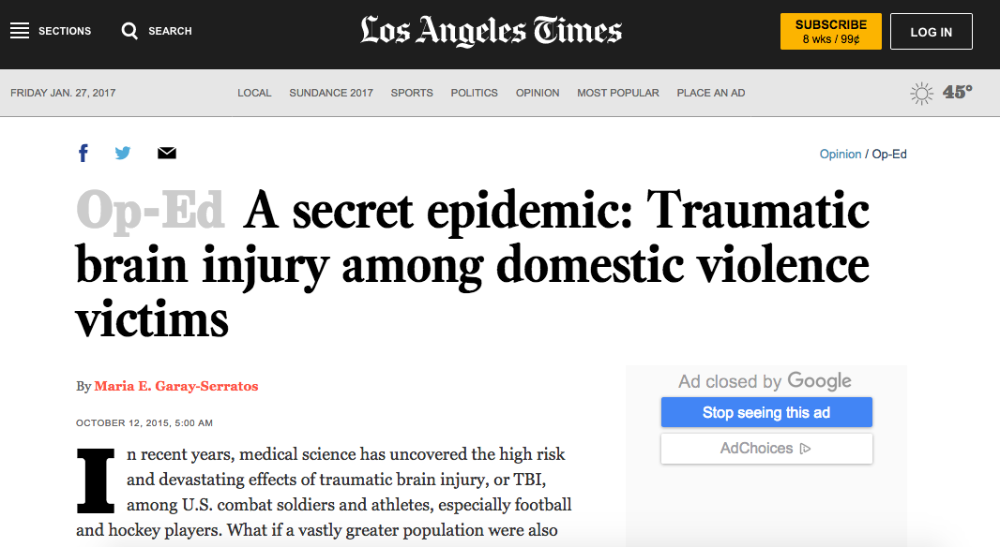 SECTIONS SEARCH Los Angeles Times SUBSCRIBE
8 wks / 99¢
LOG IN
FRIDAY JAN. 27, 2017 LOCAL SUNDANCE 2017 SPORTS POLITICS OPINION MOST POPULAR PLACE AN AD 45°
Opinion / Op-Ed
Op-Ed A secret epidemic: Traumatic
brain injury among domestic violence
victims
By Maria E. Garay-Serratos
OCTOBER 12, 2015, 5:00 AM
In recent years, medical science has uncovered the high risk
and devastating effects of traumatic brain injury, or TBI,
among U.S. combat soldiers and athletes, especially football
and hockey players. What if a vastly greater population were also
Ad closed by Google
Stop seeing this ad
AdChoices